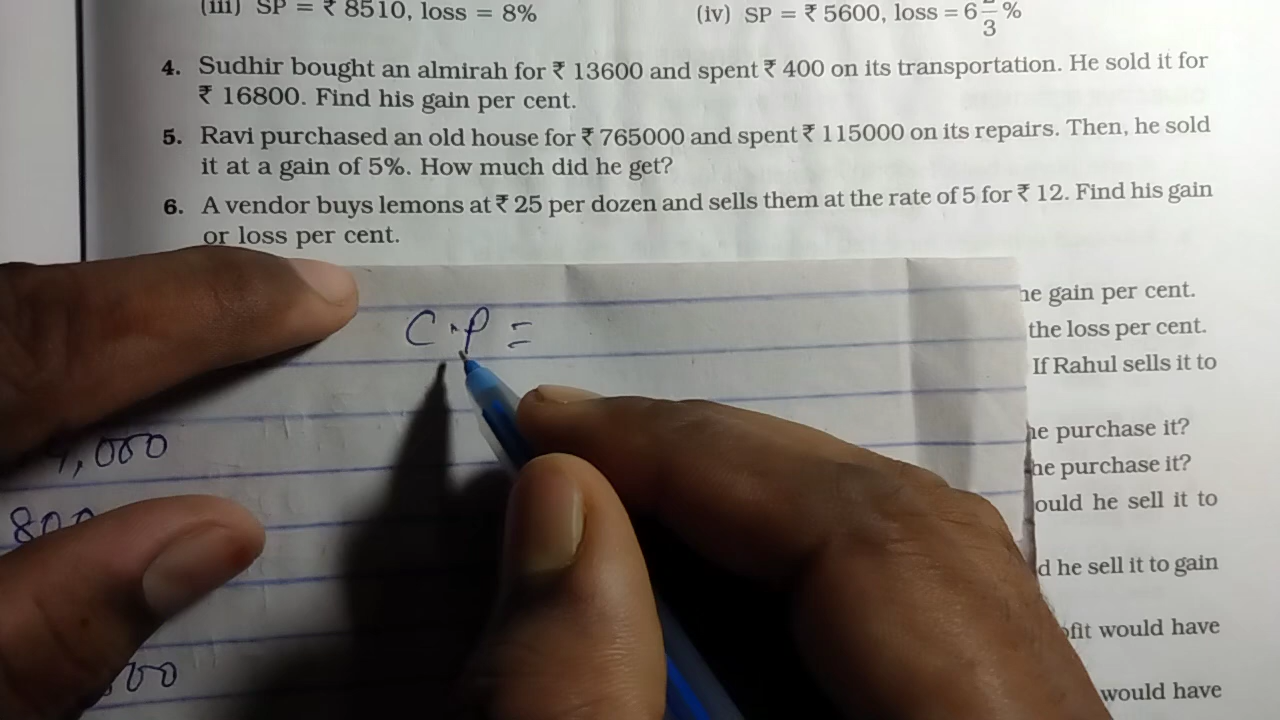 (iii) SP = ₹ 8510, loss = 8%
(iv) SP = ₹ 5600, loss = 6 2/3 %
4. Sudhir bought an almirah for ₹ 13600 and spent ₹ 400 on its transportation. He sold it for
₹ 16800. Find his gain per cent.
5. Ravi purchased an old house for ₹ 765000 and spent ₹ 115000 on its repairs. Then, he sold
it at a gain of 5%. How much did he get?
6. A vendor buys lemons at ₹ 25 per dozen and sells them at the rate of 5 for ₹ 12. Find his gain
or loss per cent.
C.P =
gain per cent.
the loss per cent.
If Rahul sells it to
,000
purchase it?
purchase it?
800
he sell it to
he sell it to gain
would have
00
would have